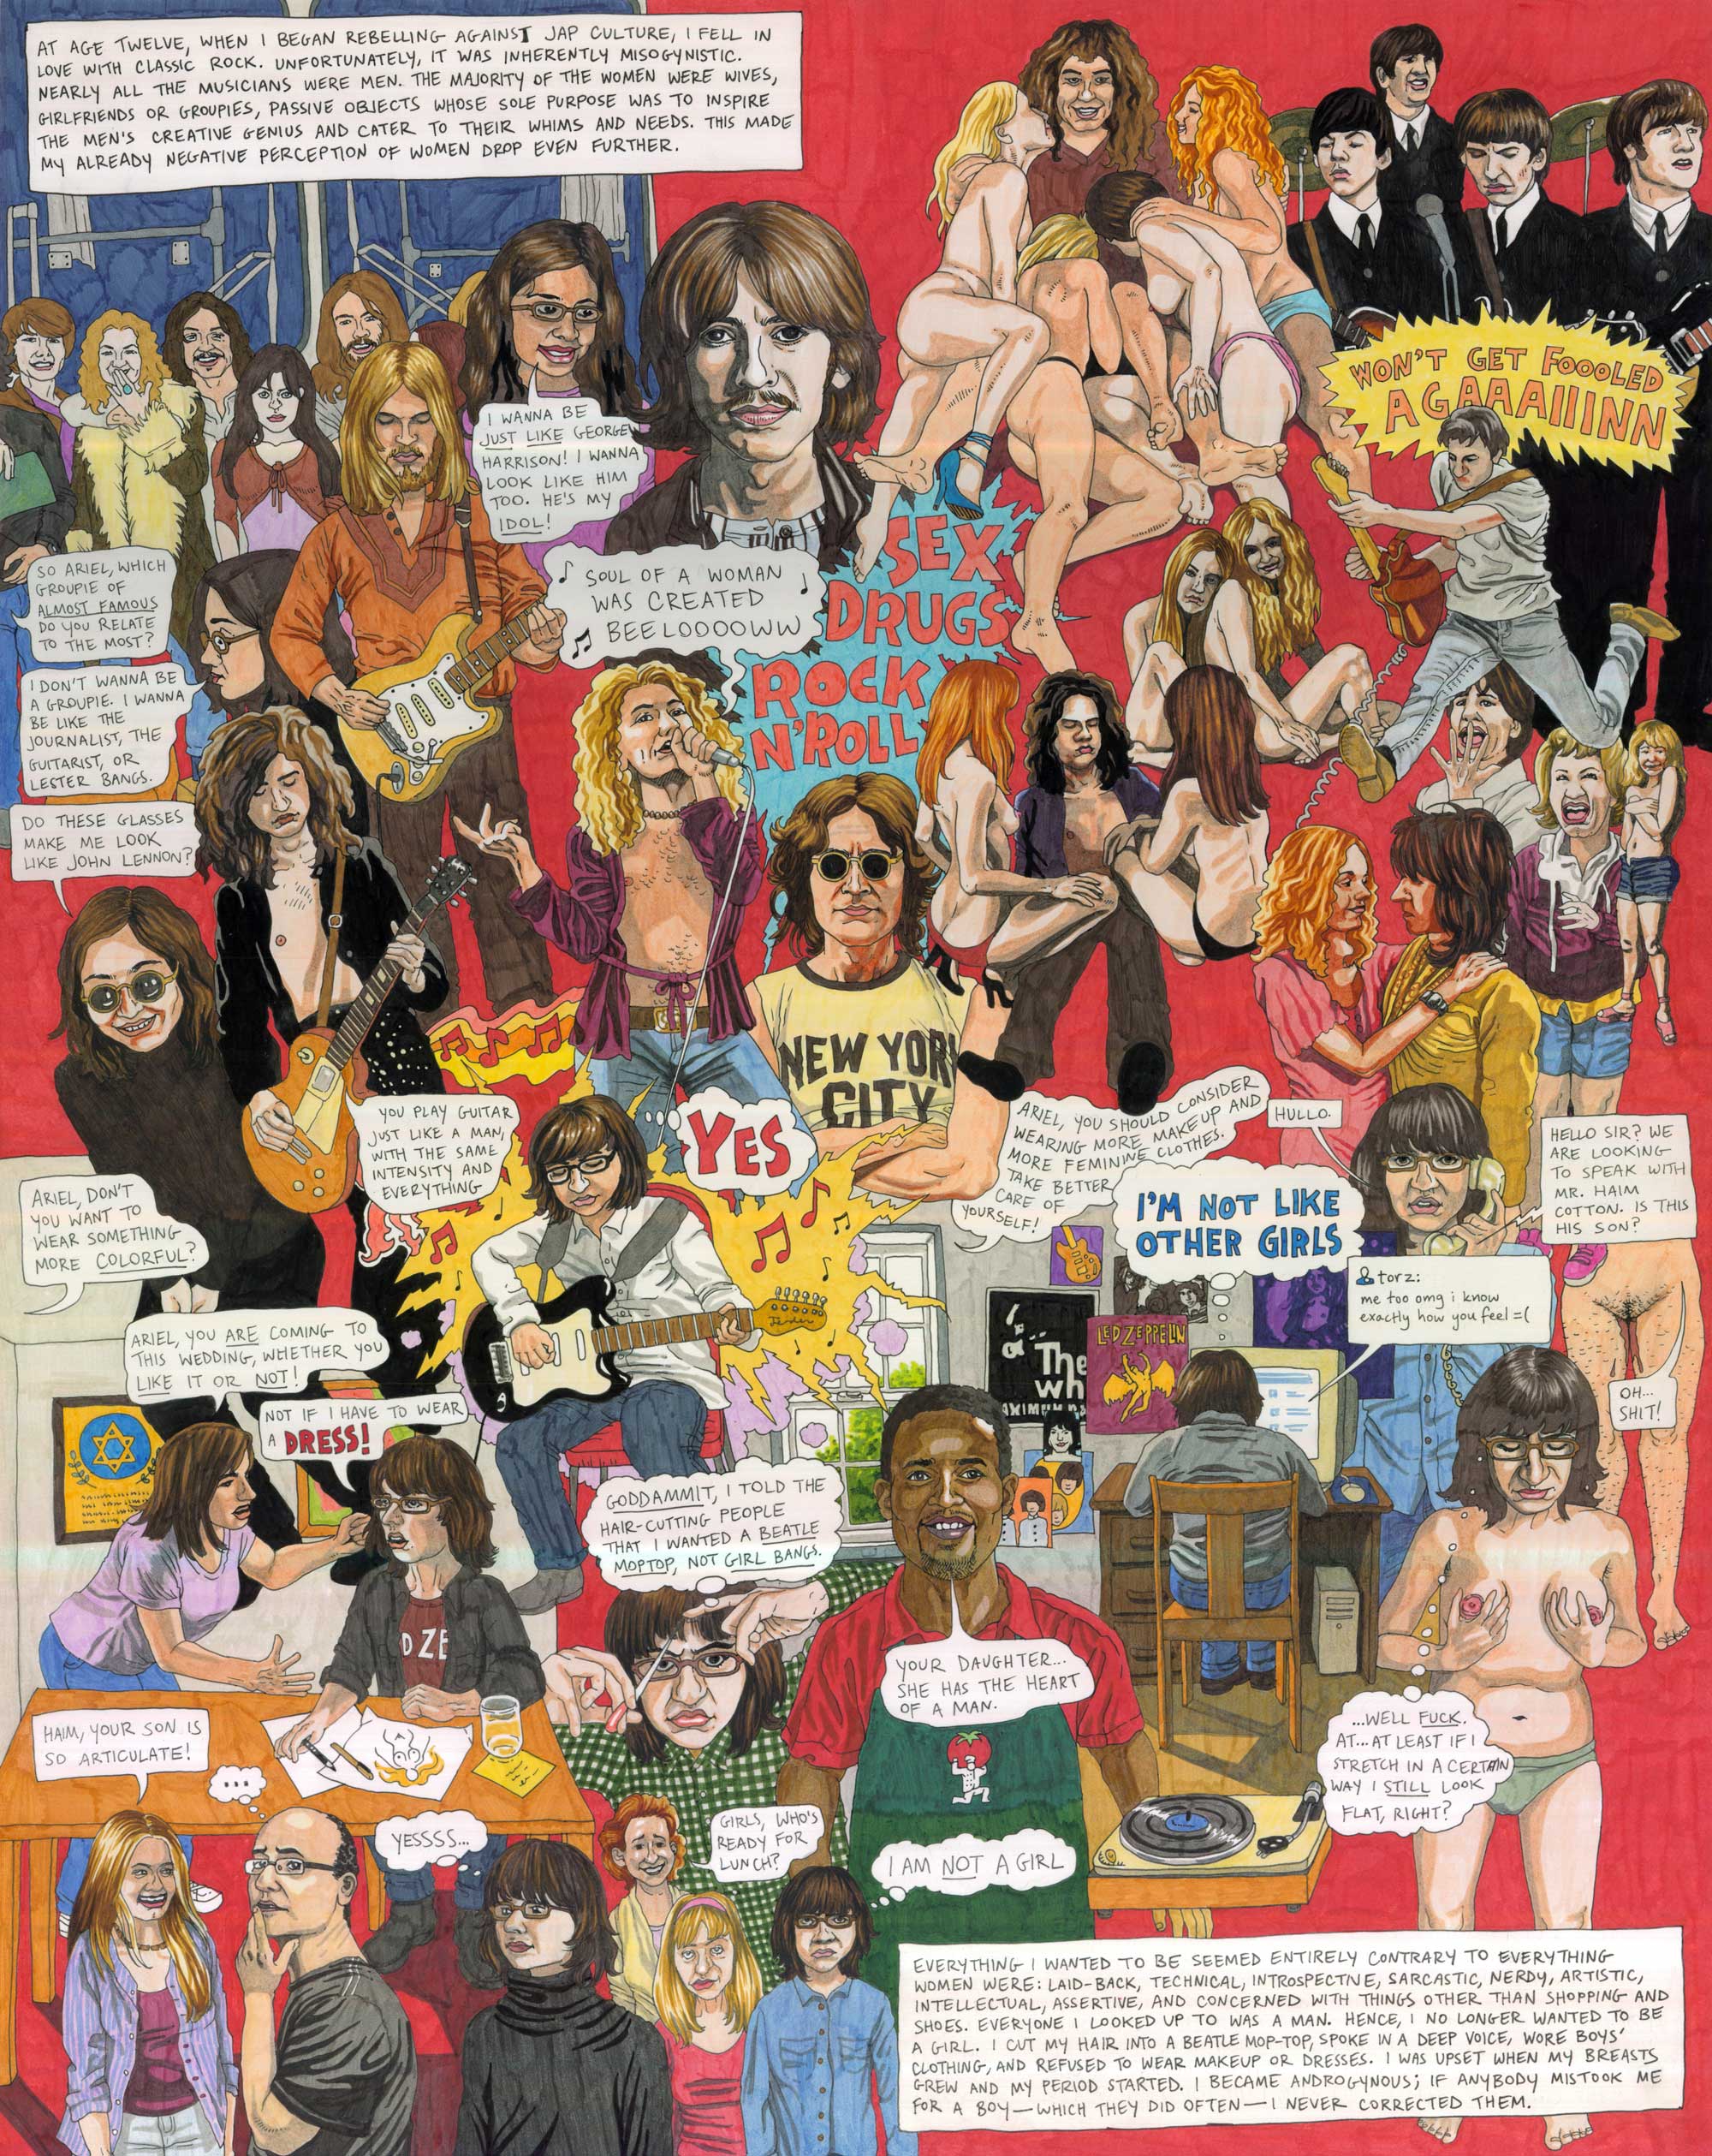 AT AGE TWELVE, WHEN I BEGAN REBELLING AGAINST JAP CULTURE, I FELL IN
LOVE WITH CLASSIC ROCK. UNFORTUNATELY, IT WAS INHERENTLY MISOGYNISTIC.
NEARLY ALL THE MUSICIANS WERE MEN. THE MAJORITY OF THE WOMEN WERE WIVES,
GIRLFRIENDS OR GROUPIES, PASSIVE OBJECTS WHOSE SOLE PURPOSE WAS TO INSPIRE
THE MEN'S CREATIVE GENIUS AND CATER TO THEIR WHIMS AND NEEDS. THIS MADE
MY ALREADY NEGATIVE PERCEPTION OF WOMEN DROP EVEN FURTHER.
WON'T GET FOOOLED
AGAAAIIINN
I WANNA BE
JUST LIKE GEORGE
HARRISON! I WANNA
LOOK LIKE HIM
TOO. HE'S MY
IDOL!
SO ARIEL, WHICH
GROUPIE OF
ALMOST FAMOUS
DO YOU RELATE
TO THE MOST?
I DON'T WANNA BE
A GROUPIE. I WANNA
BE LIKE THE
JOURNALIST, THE
GUITARIST, OR
LESTER BANGS.
SOUL OF A WOMAN
WAS CREATED
BEELOOOOWW
SEX
DRUGS
ROCK
N'ROLL
DO THESE GLASSES
MAKE ME LOOK
LIKE JOHN LENNON?
NEW YORK
CITY
YOU PLAY GUITAR
JUST LIKE A MAN,
WITH THE SAME
INTENSITY AND
EVERYTHING
YES
ARIEL, YOU SHOULD CONSIDER
WEARING MORE MAKEUP AND
MORE FEMININE CLOTHES.
TAKE BETTER
CARE OF
YOURSELF!
HULLO.
HELLO SIR? WE
ARE LOOKING
TO SPEAK WITH
MR. HAIM
COTTON. IS THIS
HIS SON?
I'M NOT LIKE
OTHER GIRLS
torz:
me too omg i know
exactly how you feel =(
ARIEL, DON'T
YOU WANT TO
WEAR SOMETHING
MORE COLORFUL?
Fender
The
Wh
MAXIMUM R
LED ZEPPELIN
ARIEL, YOU ARE COMING TO
THIS WEDDING, WHETHER YOU
LIKE IT OR NOT!
NOT IF I HAVE TO WEAR
A DRESS!
OH...
SHIT!
GODDAMMIT, I TOLD THE
HAIR-CUTTING PEOPLE
THAT I WANTED A BEATLE
MOPTOP, NOT GIRL BANGS.
D ZE
YOUR DAUGHTER...
SHE HAS THE HEART
OF A MAN.
...WELL FUCK.
AT...AT LEAST IF I
STRETCH IN A CERTAIN
WAY I STILL LOOK
FLAT, RIGHT?
HAIM, YOUR SON IS
SO ARTICULATE!
...
YESSSS...
GIRLS, WHO'S
READY FOR
LUNCH?
I AM NOT A GIRL
EVERYTHING I WANTED TO BE SEEMED ENTIRELY CONTRARY TO EVERYTHING
WOMEN WERE: LAID-BACK, TECHNICAL, INTROSPECTIVE, SARCASTIC, NERDY, ARTISTIC,
INTELLECTUAL, ASSERTIVE, AND CONCERNED WITH THINGS OTHER THAN SHOPPING AND
SHOES. EVERYONE I LOOKED UP TO WAS A MAN. HENCE, I NO LONGER WANTED TO BE
A GIRL. I CUT MY HAIR INTO A BEATLE MOP-TOP, SPOKE IN A DEEP VOICE, WORE BOYS'
CLOTHING, AND REFUSED TO WEAR MAKEUP OR DRESSES. I WAS UPSET WHEN MY BREASTS
GREW AND MY PERIOD STARTED. I BECAME ANDROGYNOUS; IF ANYBODY MISTOOK ME
FOR A BOY—WHICH THEY DID OFTEN—I NEVER CORRECTED THEM.